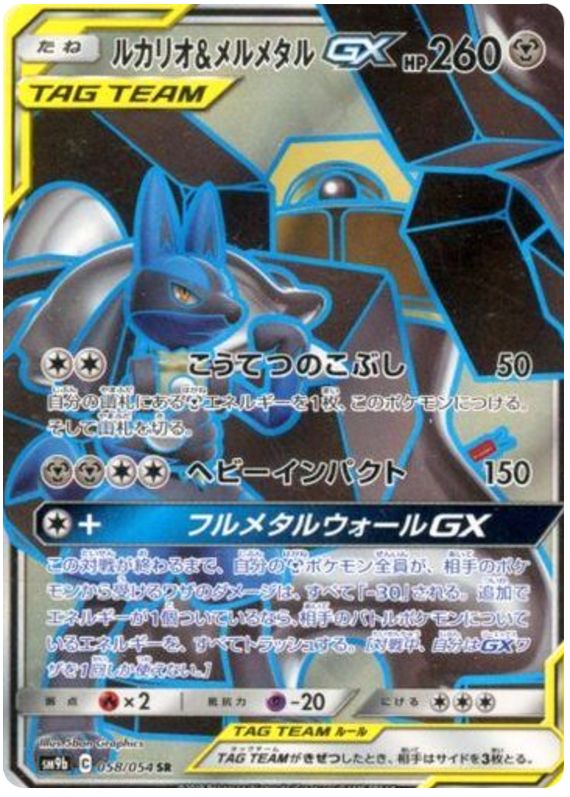 たね ルカリオ&メルメタルGX HP260
TAG TEAM
こうてつのこぶし 50
自分の山札にあるエネルギーを1枚、このポケモンにつける。
そして山札を切る。
ヘビーインパクト 150
+ フルメタルウォールGX
この対戦が終わるまで、自分のポケモン全員が、相手のポケ
モンから受けるワザのダメージは、すべて「-30」される。追加で
エネルギーが1個ついているなら、相手のバトルポケモンについて
いるエネルギーを、すべてトラッシュする。[対戦中、自分はGXワ
ザを1回しか使えない。]
弱点 ×2 抵抗力 -20 にげる
Illus. 5ban Graphics
TAG TEAM ルール
sm9b C 058/054 SR
TAG TEAMがきぜつしたとき、相手はサイドを3枚とる。